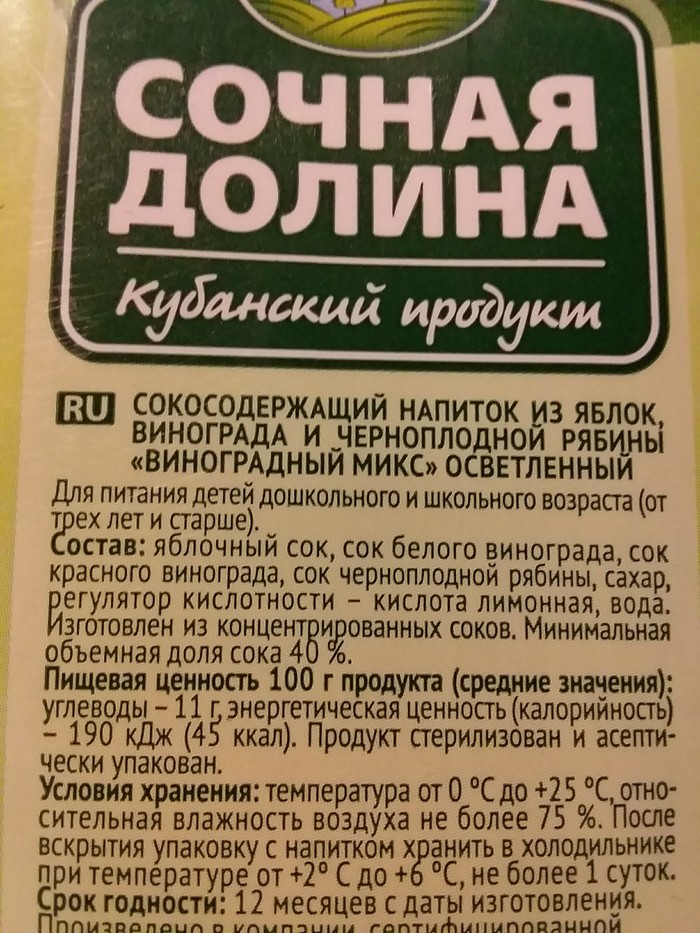 СОЧНАЯ
ДОЛИНА
Кубанский продукт
RU СОКОСОДЕРЖАЩИЙ НАПИТОК ИЗ ЯБЛОК,
ВИНОГРАДА И ЧЕРНОПЛОДНОЙ РЯБИНЫ
«ВИНОГРАДНЫЙ МИКС» ОСВЕТЛЕННЫЙ
Для питания детей дошкольного и школьного возраста (от
трех лет и старше).
Состав: яблочный сок, сок белого винограда, сок
красного винограда, сок черноплодной рябины, сахар,
регулятор кислотности – кислота лимонная, вода.
Изготовлен из концентрированных соков. Минимальная
объемная доля сока 40 %.
Пищевая ценность 100 г продукта (средние значения):
углеводы – 11 г, энергетическая ценность (калорийность)
– 190 кДж (45 ккал). Продукт стерилизован и асепти-
чески упакован.
Условия хранения: температура от 0 °С до +25 °С, отно-
сительная влажность воздуха не более 75 %. После
вскрытия упаковку с напитком хранить в холодильнике
при температуре от +2° С до +6 °С, не более 1 суток.
Срок годности: 12 месяцев с даты изготовления.
Произведено в компании, сертифицированной